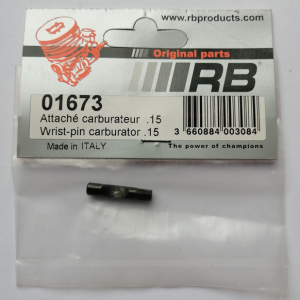 www.rbproducts.com
Original parts
RB
01673
Attaché carburateur .15
Wrist-pin carburator .15
3 660884 003084
Made in ITALY
The power of champions